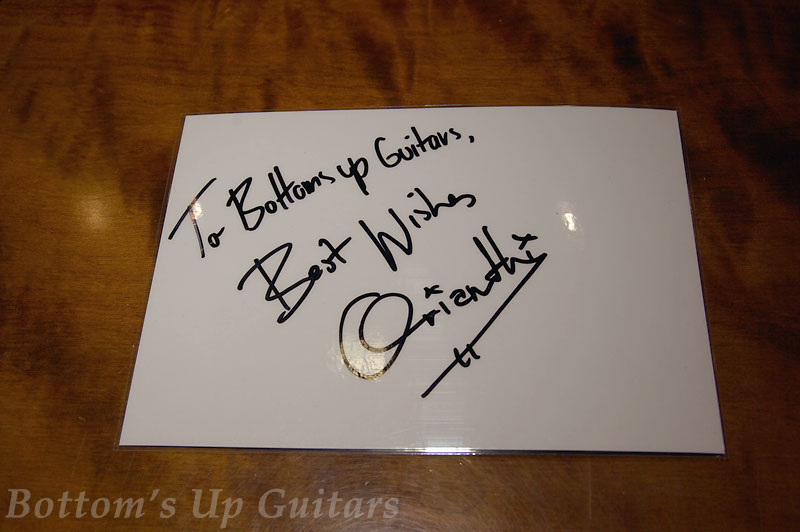 To Bottoms up Guitars,
Best Wishes
Orianthi
Bottom's Up Guitars